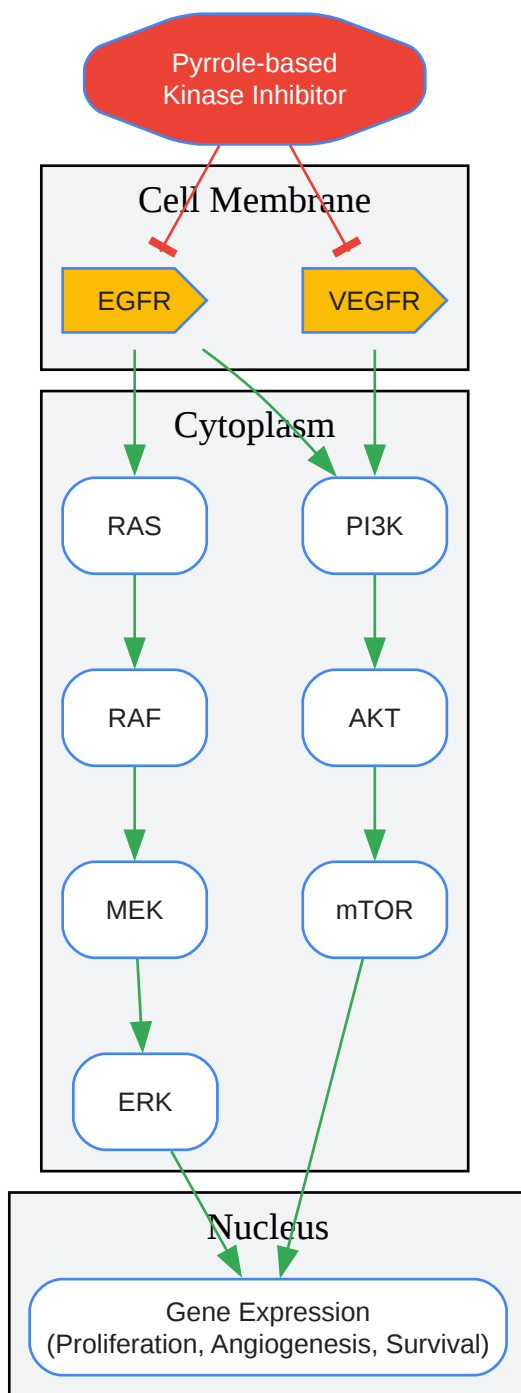 Pyrrole-based
Kinase Inhibitor
Cell Membrane
EGFR
VEGFR
Cytoplasm
RAS
PI3K
RAF
AKT
MEK
mTOR
ERK
Nucleus
Gene Expression
(Proliferation, Angiogenesis, Survival)